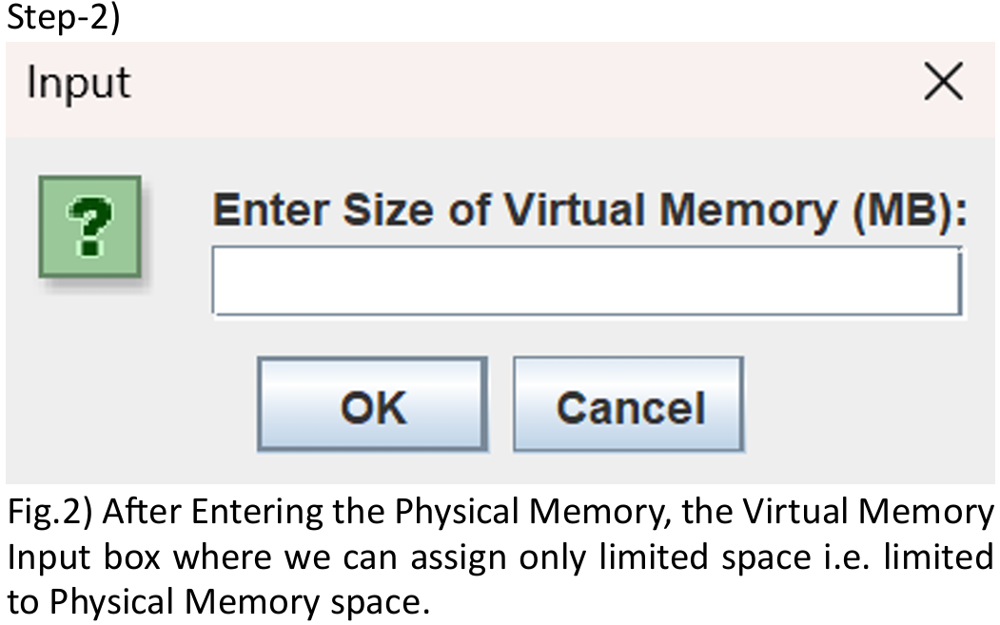 Step-2)
Input
?
Enter Size of Virtual Memory (MB):
OK Cancel
Fig.2) After Entering the Physical Memory, the Virtual Memory
Input box where we can assign only limited space i.e. limited
to Physical Memory space.